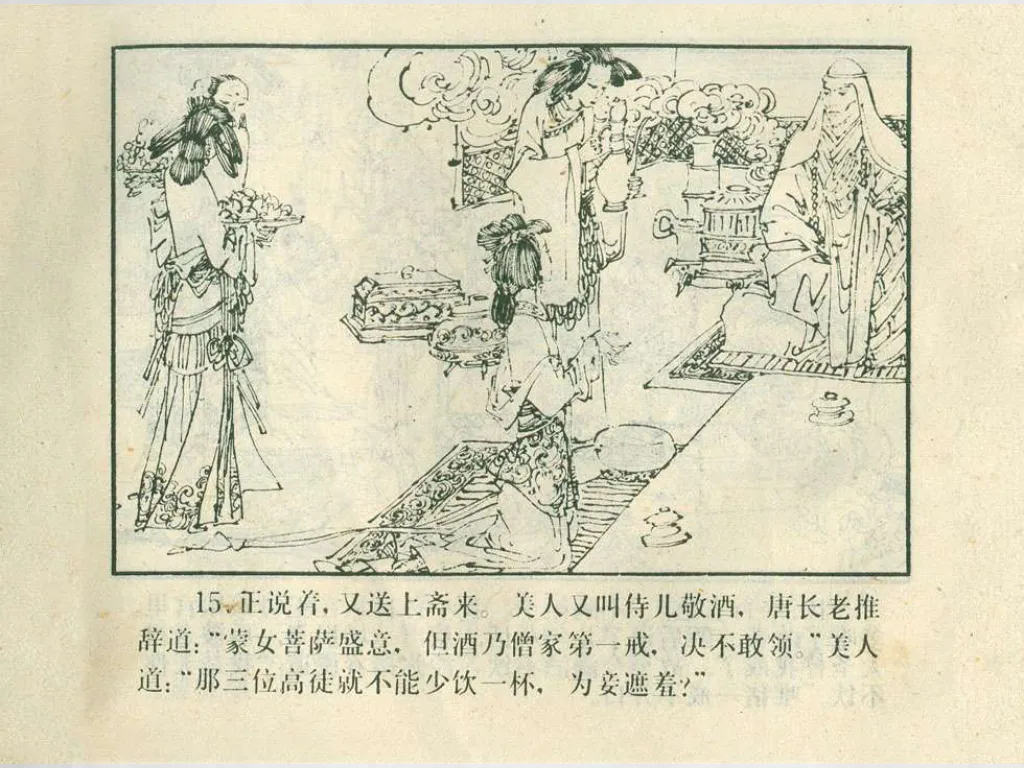 15.正说着,又送上斋来。美人又叫侍儿敬酒,唐长老推
辞道:“蒙女菩萨盛意,但酒乃僧家第一戒,决不敢领。”美人
道:“那三位高徒就不能少饮一杯,为妾遮羞?”